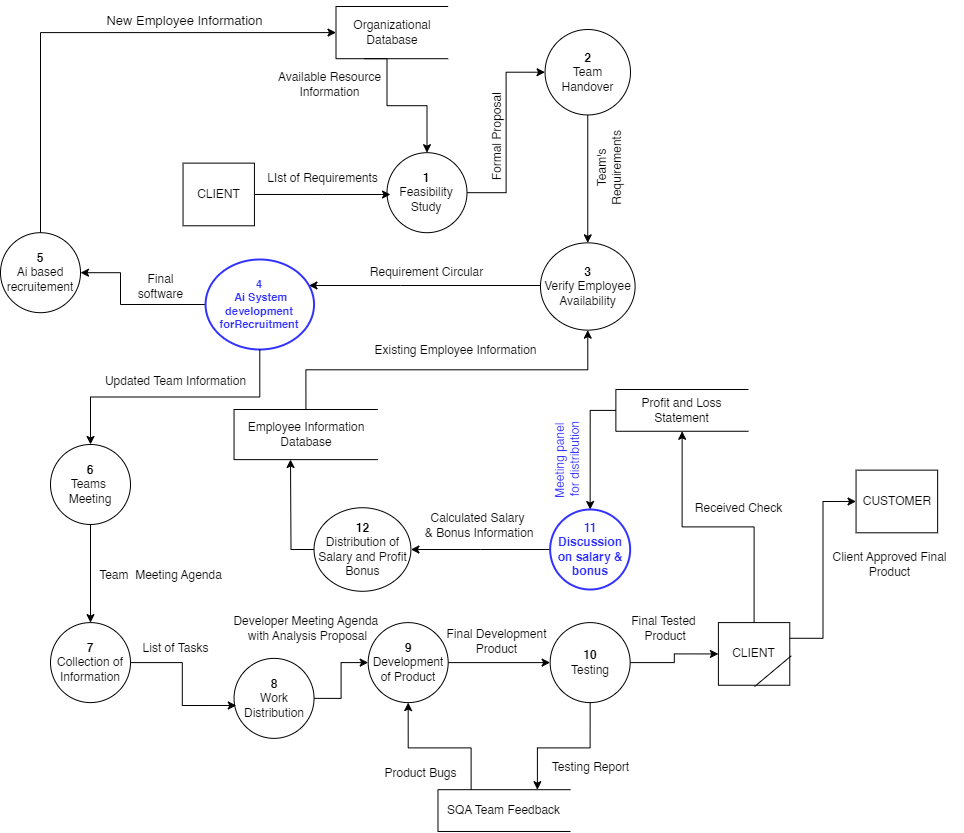 New Employee Information
Organizational
Database
Available Resource
Information
2
Team
Handover
Formal Proposal
Team's
Requirements
CLIENT
LIst of Requirements
1
Feasibility
Study
5
Ai based
recruitement
Final
software
4
Ai System
development
forRecruitment
Requirement Circular
3
Verify Employee
Availability
Existing Employee Information
Updated Team Information
Employee Information
Database
Profit and Loss
Statement
Meeting panel
for distribution
6
Teams
Meeting
12
Distribution of
Salary and Profit
Bonus
Calculated Salary
& Bonus Information
11
Discussion
on salary &
bonus
Received Check
CUSTOMER
Client Approved Final
Product
Team  Meeting Agenda
7
Collection of
Information
List of Tasks
8
Work
Distribution
Developer Meeting Agenda
with Analysis Proposal
9
Development
of Product
Final Development
Product
10
Testing
Final Tested
Product
CLIENT
Product Bugs
Testing Report
SQA Team Feedback